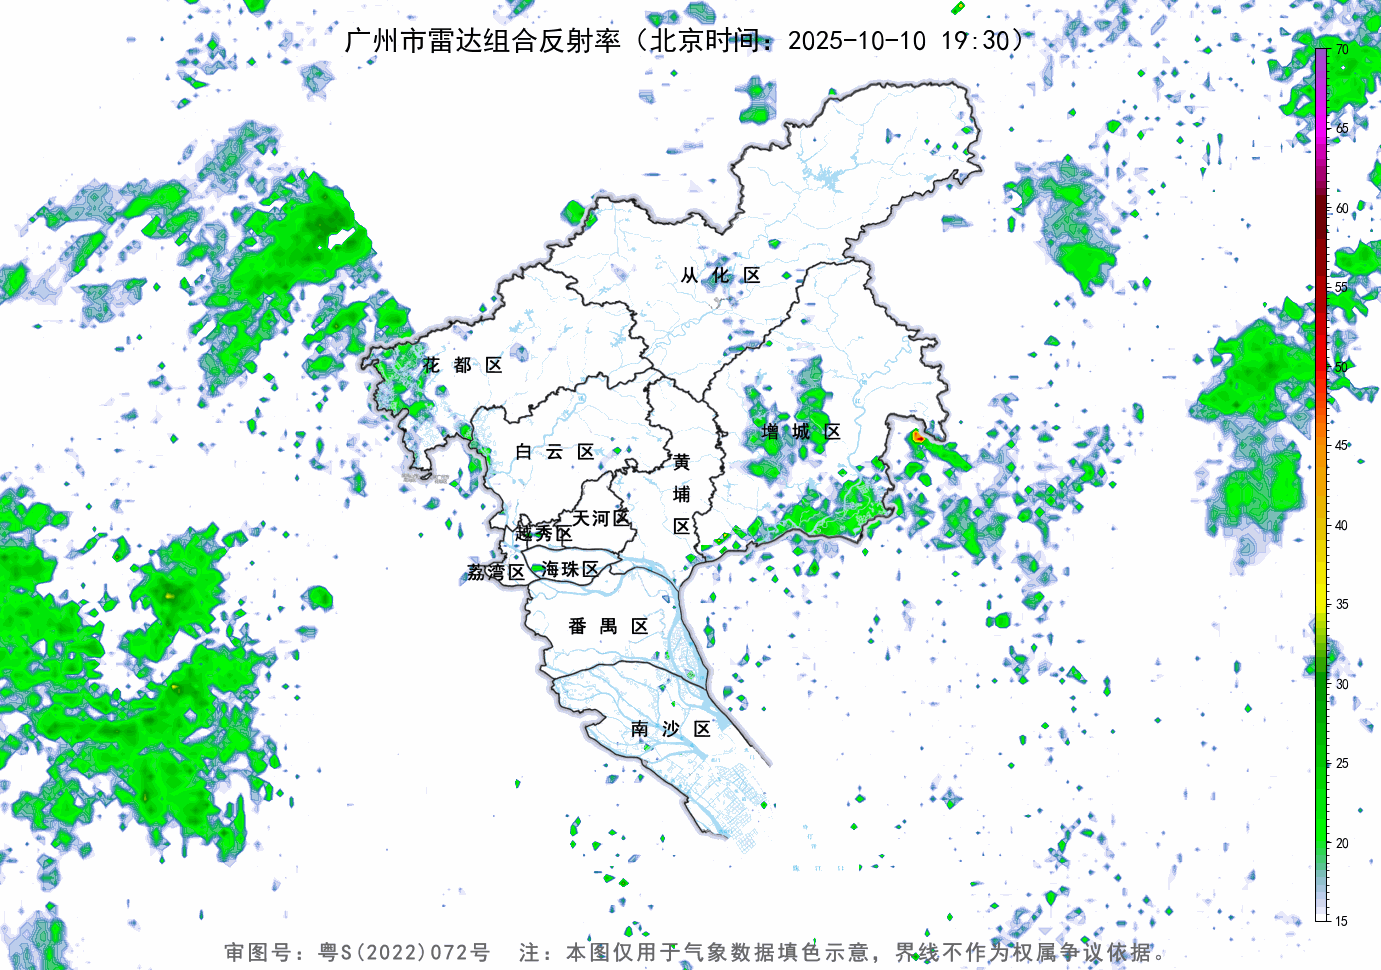 广州市雷达组合反射率（北京时间：2025-10-10 19:30）
70
65
60
55
50
45
40
35
30
25
20
15
从化区
花都区
增城区
白云区
黄埔区
天河区
越秀区
荔湾区
海珠区
番禺区
南沙区
审图号：粤S(2022)072号 注：本图仅用于气象数据填色示意，界线不作为权属争议依据。